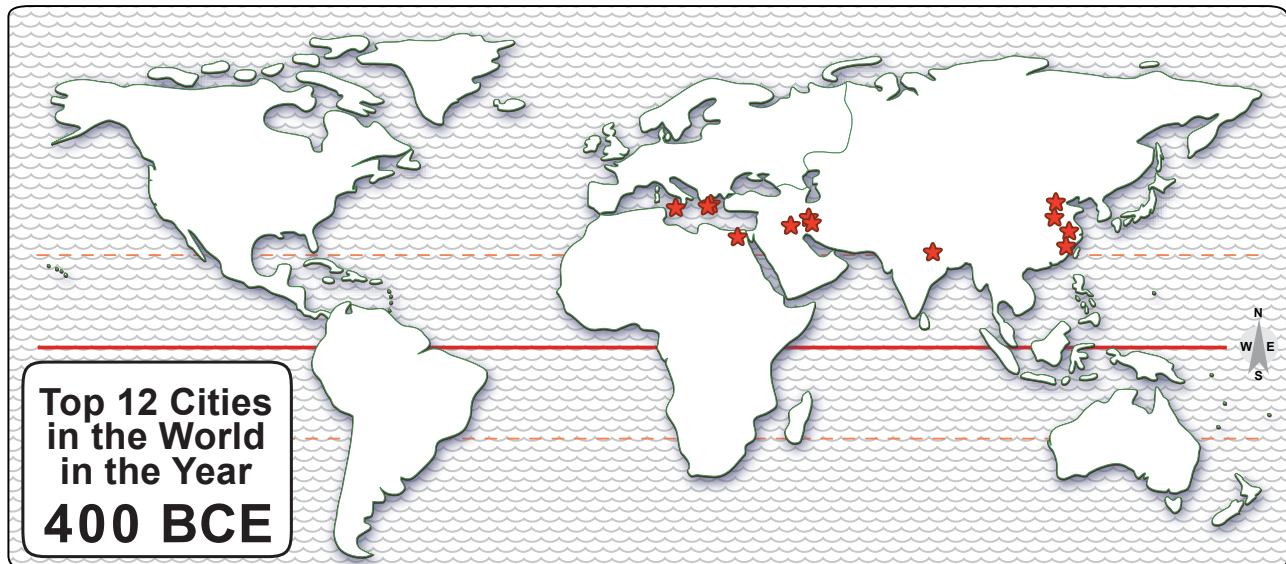 Top 12 Cities
in the World
in the Year
400 BCE
N
W E
S